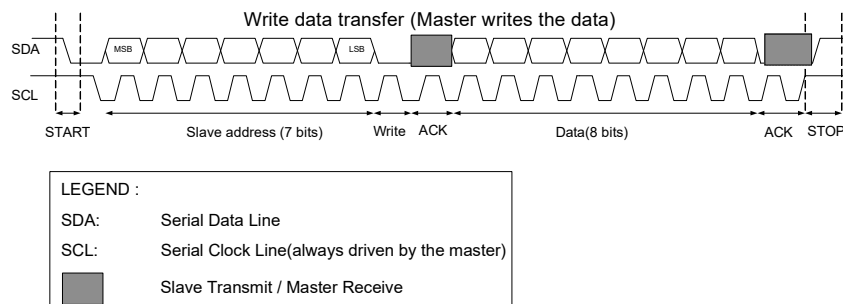 Write data transfer (Master writes the data)
SDA MSB LSB
SCL
START Slave address (7 bits) Write ACK Data(8 bits) ACK STOP
LEGEND :
SDA: Serial Data Line
SCL: Serial Clock Line(always driven by the master)
Slave Transmit / Master Receive